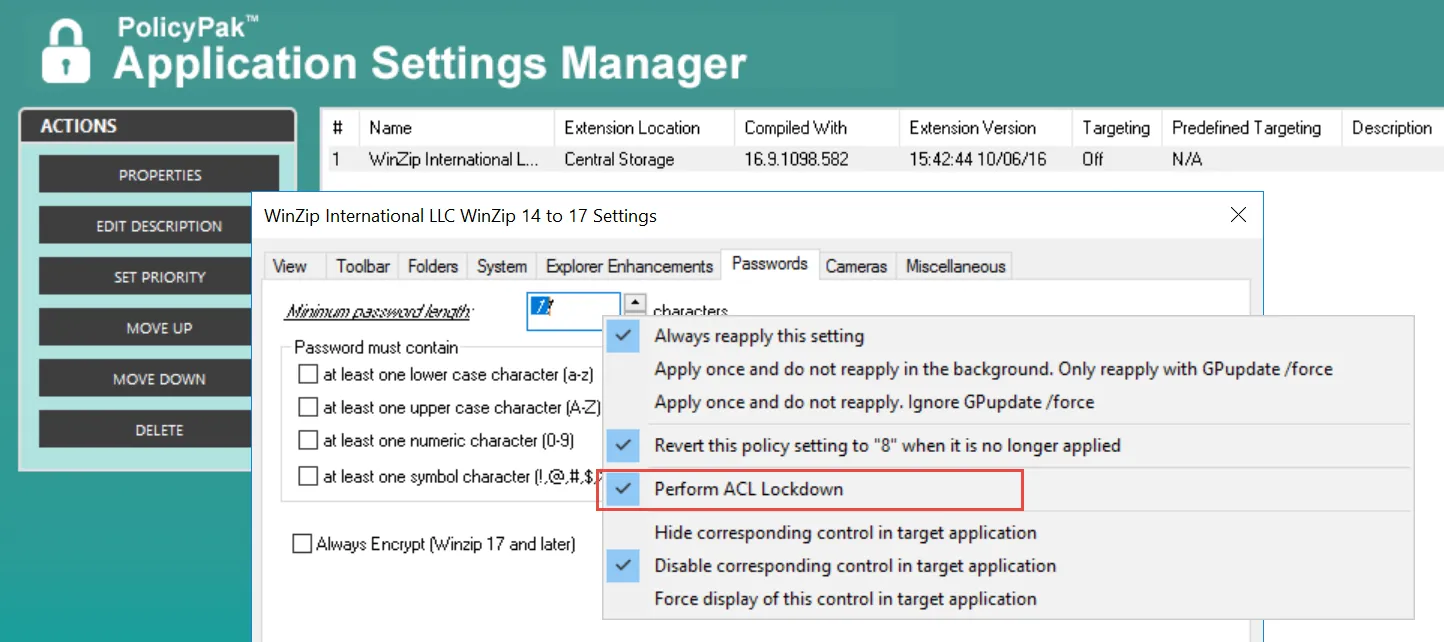 PolicyPak™
Application Settings Manager
ACTIONS
PROPERTIES
EDIT DESCRIPTION
SET PRIORITY
MOVE UP
MOVE DOWN
DELETE
# Name Extension Location Compiled With Extension Version Targeting Predefined Targeting Description
1 WinZip International L... Central Storage 16.9.1098.582 15:42:44 10/06/16 Off N/A
WinZip International LLC WinZip 14 to 17 Settings
View Toolbar Folders System Explorer Enhancements Passwords Cameras Miscellaneous
Minimum password length: characters
Password must contain
at least one lower case character (a-z)
at least one upper case character (A-Z)
at least one numeric character (0-9)
at least one symbol character (!,@,#,$,
Always Encrypt (Winzip 17 and later)
Always reapply this setting
Apply once and do not reapply in the background. Only reapply with GPupdate /force
Apply once and do not reapply. Ignore GPupdate /force
Revert this policy setting to "8" when it is no longer applied
Perform ACL Lockdown
Hide corresponding control in target application
Disable corresponding control in target application
Force display of this control in target application